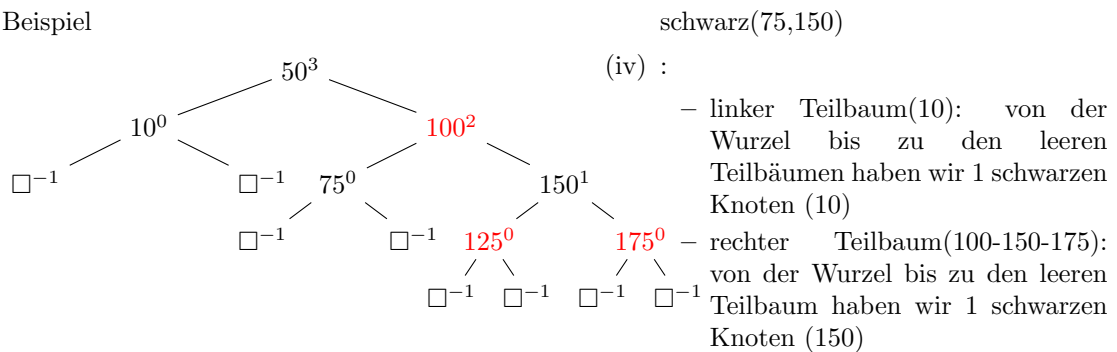 Beispiel
50³
10⁰ 100²
□⁻¹ □⁻¹ 75⁰ 150¹
□⁻¹ □⁻¹ 125⁰ 175⁰
□⁻¹ □⁻¹ □⁻¹ □⁻¹
schwarz(75,150)
(iv) :
– linker Teilbaum(10): von der
Wurzel bis zu den leeren
Teilbäumen haben wir 1 schwarzen
Knoten (10)
– rechter Teilbaum(100-150-175):
von der Wurzel bis zu den leeren
Teilbaum haben wir 1 schwarzen
Knoten (150)